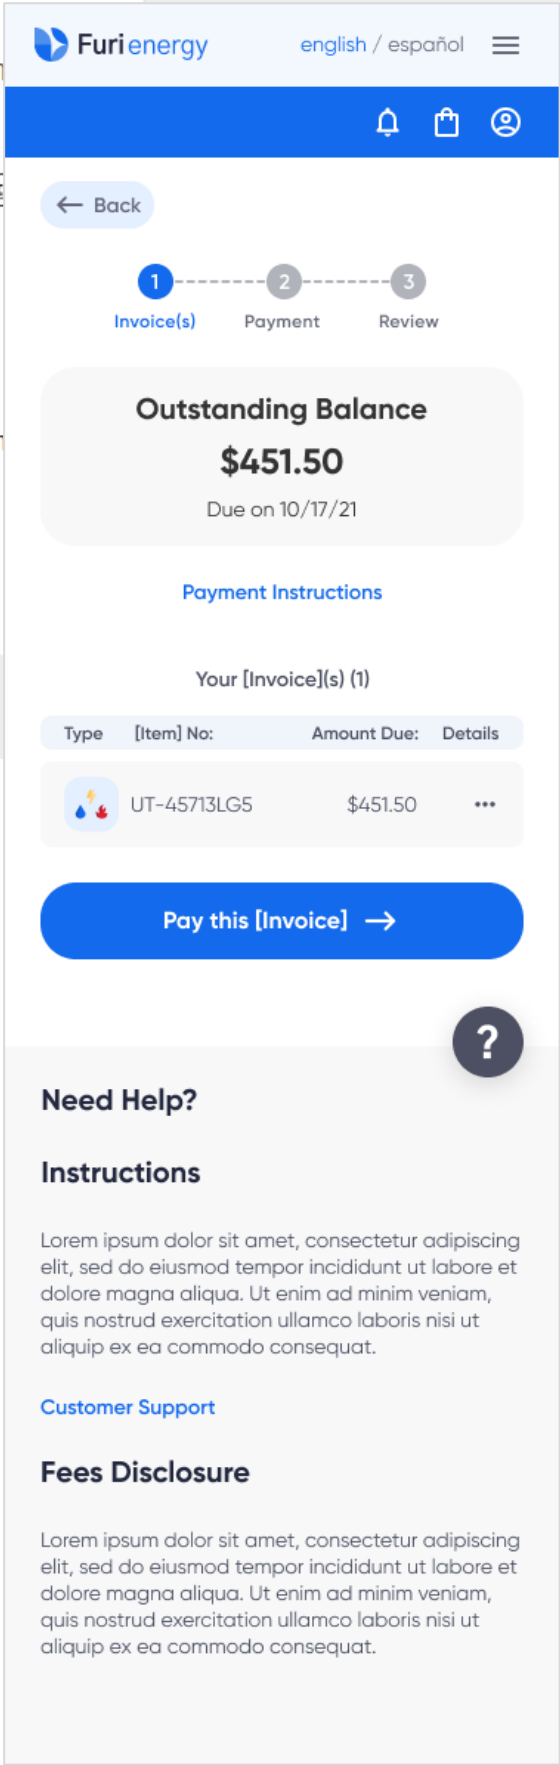 Furi energy
english / español
← Back
1 2 3
Invoice(s) Payment Review
Outstanding Balance
$451.50
Due on 10/17/21
Payment Instructions
Your [Invoice](s) (1)
Type [Item] No: Amount Due: Details
UT-45713LG5 $451.50 •••
Pay this [Invoice] →
?
Need Help?
Instructions
Lorem ipsum dolor sit amet, consectetur adipiscing
elit, sed do eiusmod tempor incididunt ut labore et
dolore magna aliqua. Ut enim ad minim veniam,
quis nostrud exercitation ullamco laboris nisi ut
aliquip ex ea commodo consequat.
Customer Support
Fees Disclosure
Lorem ipsum dolor sit amet, consectetur adipiscing
elit, sed do eiusmod tempor incididunt ut labore et
dolore magna aliqua. Ut enim ad minim veniam,
quis nostrud exercitation ullamco laboris nisi ut
aliquip ex ea commodo consequat.